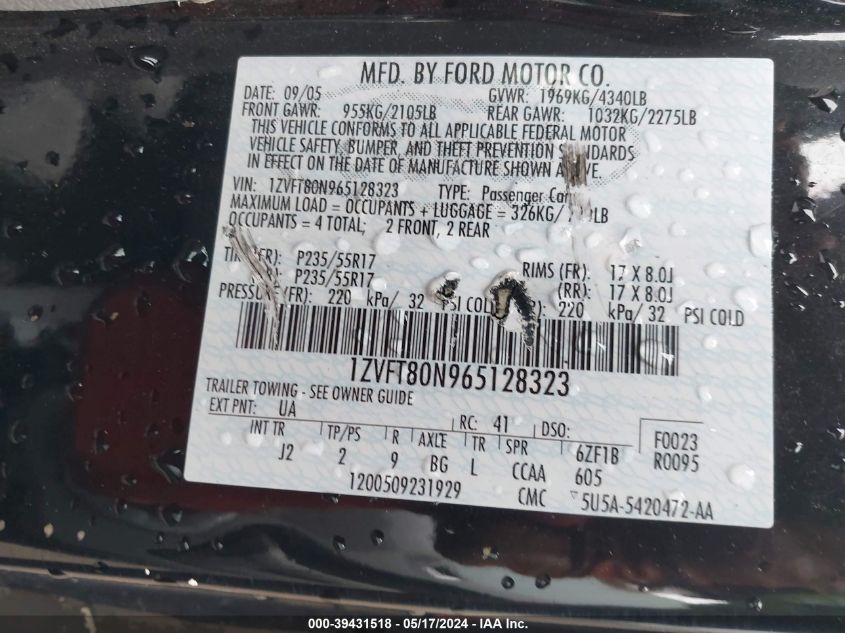 MFD. BY FORD MOTOR CO.
DATE: 09/05 GVWR: 1969KG/4340LB
FRONT GAWR: 955KG/2105LB REAR GAWR: 1032KG/2275LB
THIS VEHICLE CONFORMS TO ALL APPLICABLE FEDERAL MOTOR
VEHICLE SAFETY, BUMPER, AND THEFT PREVENTION
IN EFFECT ON THE DATE OF MANUFACTURE SHOWN
VIN: 1ZVFT80N965128323 TYPE: Passenger Car
MAXIMUM LOAD = OCCUPANTS + LUGGAGE = 326KG/
OCCUPANTS = 4 TOTAL; 2 FRONT, 2 REAR
P235/55R17 RIMS (FR): 17 X 8.0J
P235/55R17 (RR): 17 X 8.0J
(FR): 220 kPa/ 32 PSI COLD 220 kPa/ 32 PSI COLD
1ZVFT80N965128323
TRAILER TOWING - SEE OWNER GUIDE
EXT PNT: UA RC: 41 DSO: F0023
INT TR TP/PS R AXLE TR SPR 6ZF1B R0095
J2 2 9 BG L CCAA 605
1200509231929 CMC 5U5A-5420472-AA
000-39431518 - 05/17/2024 - IAA Inc.